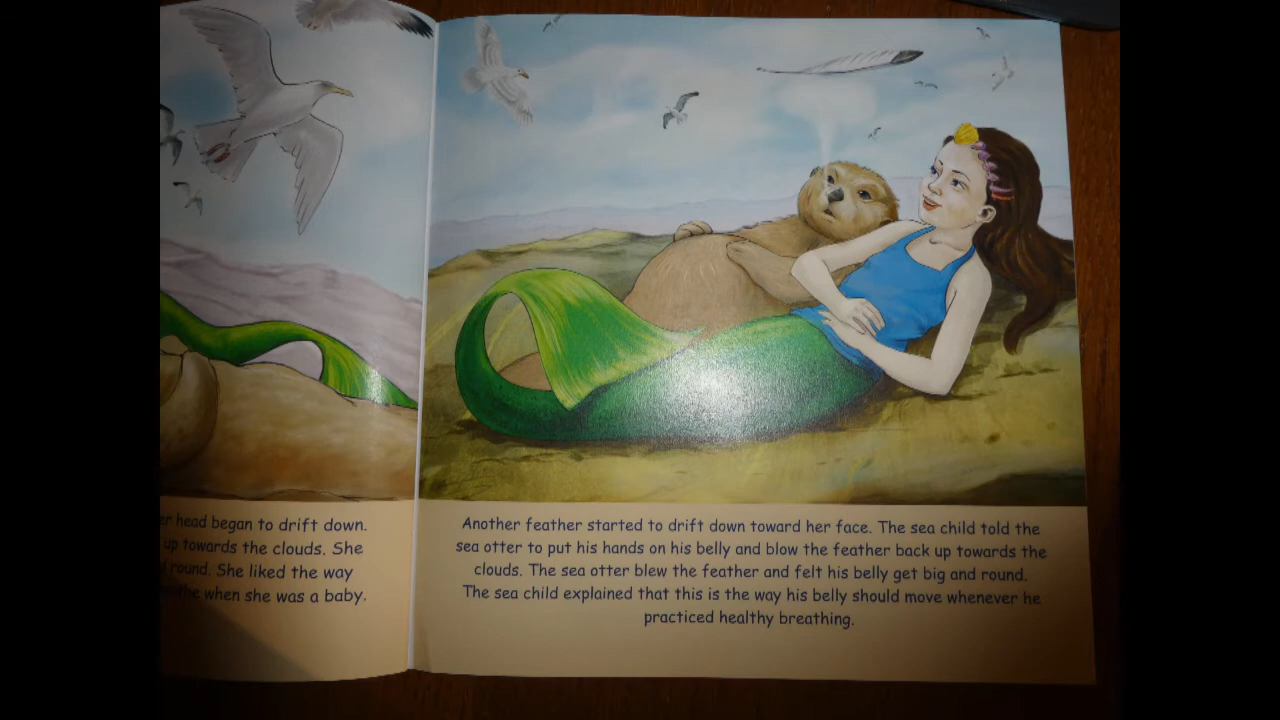 head began to drift down.
up towards the clouds. She
round. She liked the way
when she was a baby.
Another feather started to drift down toward her face. The sea child told the
sea otter to put his hands on his belly and blow the feather back up towards the
clouds. The sea otter blew the feather and felt his belly get big and round.
The sea child explained that this is the way his belly should move whenever he
practiced healthy breathing.